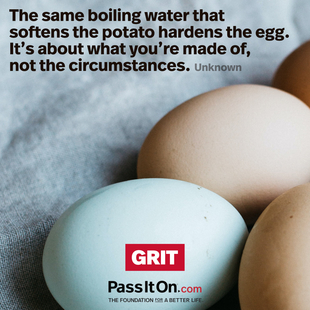 The same boiling water that
softens the potato hardens the egg.
It's about what you're made of,
not the circumstances. Unknown
GRIT
PassItOn.com
THE FOUNDATION FOR A BETTER LIFE.